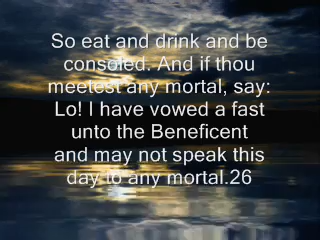 So eat and drink and be
consoled. And if thou
meetest any mortal, say:
Lo! I have vowed a fast
unto the Beneficent
and may not speak this
day to any mortal.26